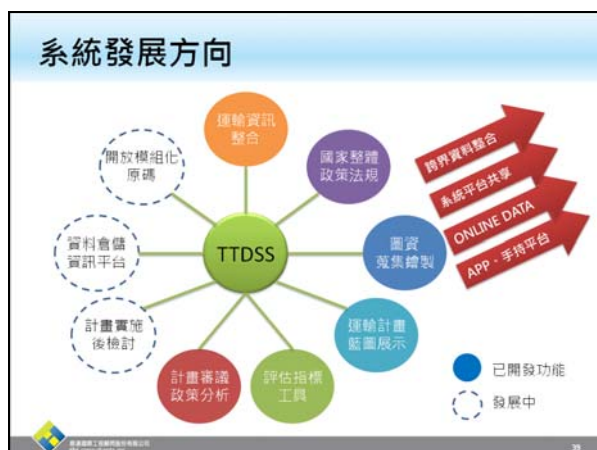 系統發展方向
運輸資訊
整合
國家整體
政策法規
圖資
蒐集繪製
運輸計畫
藍圖展示
評估指標
工具
計畫審議
政策分析
計畫實施
後檢討
資料倉儲
資訊平台
開放模組化
原碼
TTDSS
跨界資料整合
系統平台共享
ONLINE DATA
APP・手持平台
已開發功能
發展中